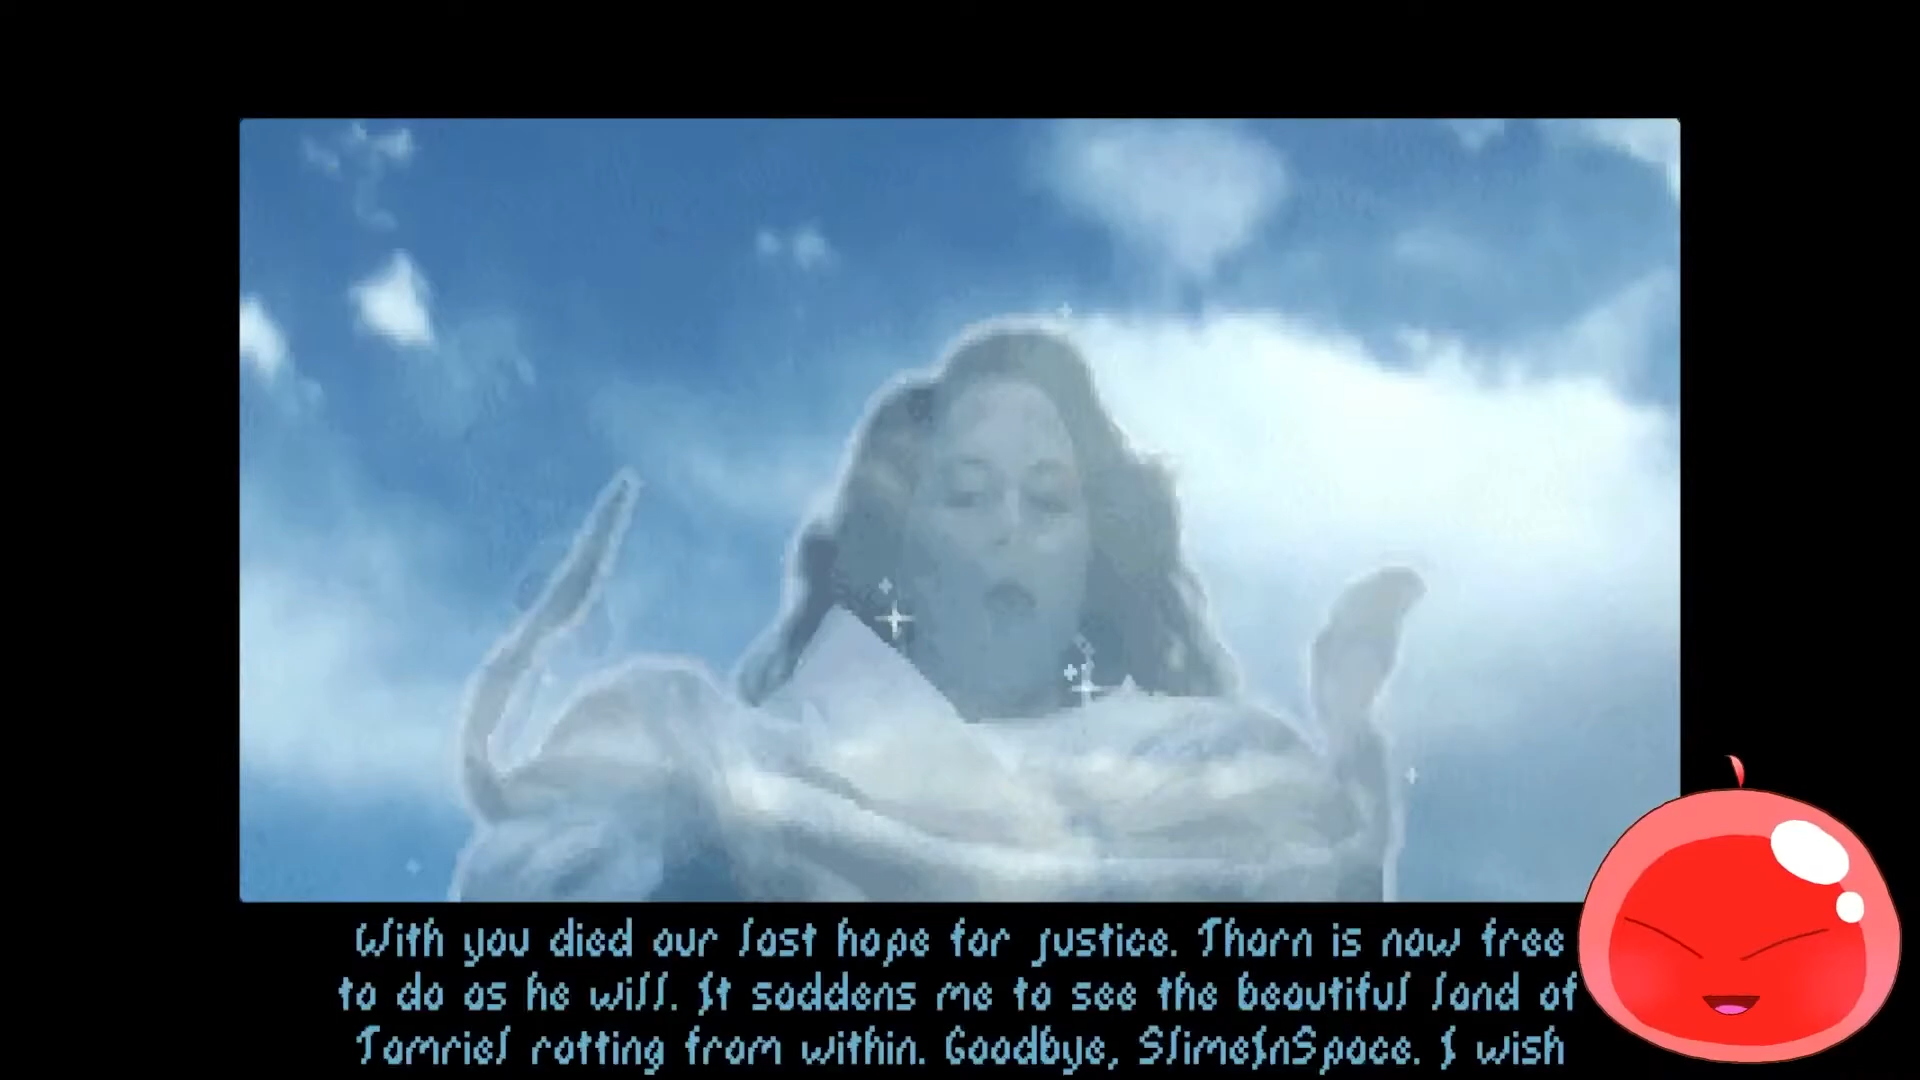 With you died our last hope for justice. Tharn is now free
to do as he will. It saddens me to see the beautiful land of
Tamriel rotting from within. Goodbye, SlimeInSpace. I wish